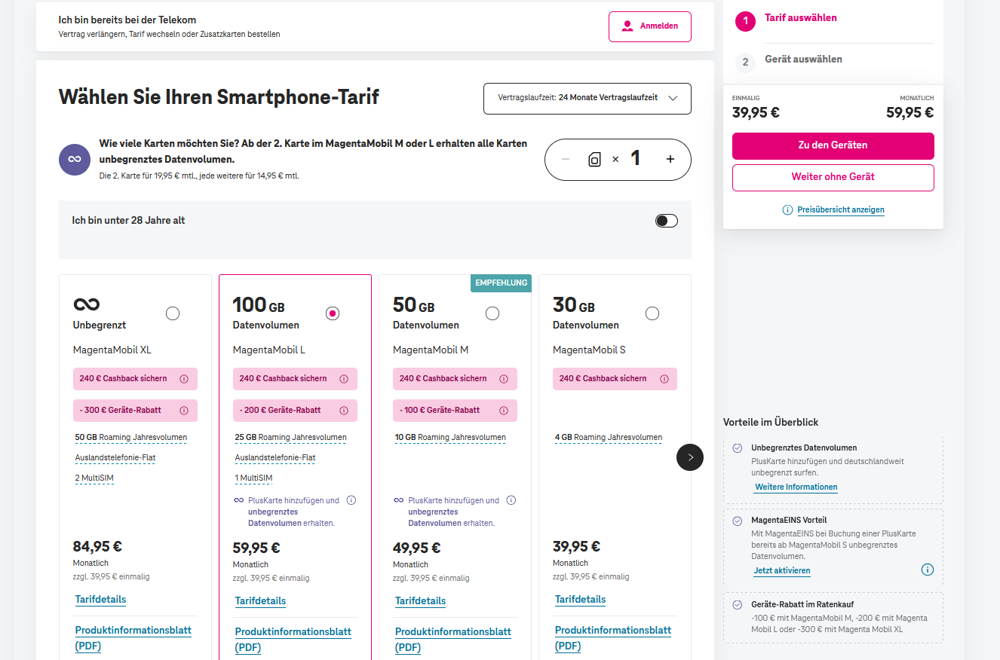 Ich bin bereits bei der Telekom
Vertrag verlängern, Tarif wechseln oder Zusatzkarten bestellen
Anmelden
Wählen Sie Ihren Smartphone-Tarif
Vertragslaufzeit: 24 Monate Vertragslaufzeit
Wie viele Karten möchten Sie? Ab der 2. Karte im MagentaMobil M oder L erhalten alle Karten
unbegrenztes Datenvolumen.
Die 2. Karte für 19,95 € mtl., jede weitere für 14,95 € mtl.
− × 1 +
Ich bin unter 28 Jahre alt
∞
Unbegrenzt
MagentaMobil XL
240 € Cashback sichern
- 300 € Geräte-Rabatt
50 GB Roaming Jahresvolumen
Auslandstelefonie-Flat
2 MultiSIM
84,95 €
Monatlich
zzgl. 39,95 € einmalig
Tarifdetails
Produktinformationsblatt
(PDF)
100 GB
Datenvolumen
MagentaMobil L
240 € Cashback sichern
- 200 € Geräte-Rabatt
25 GB Roaming Jahresvolumen
Auslandstelefonie-Flat
1 MultiSIM
PlusKarte hinzufügen und
unbegrenztes
Datenvolumen erhalten.
59,95 €
Monatlich
zzgl. 39,95 € einmalig
Tarifdetails
Produktinformationsblatt
(PDF)
EMPFEHLUNG
50 GB
Datenvolumen
MagentaMobil M
240 € Cashback sichern
- 100 € Geräte-Rabatt
10 GB Roaming Jahresvolumen
PlusKarte hinzufügen und
unbegrenztes
Datenvolumen erhalten.
49,95 €
Monatlich
zzgl. 39,95 € einmalig
Tarifdetails
Produktinformationsblatt
(PDF)
30 GB
Datenvolumen
MagentaMobil S
240 € Cashback sichern
4 GB Roaming Jahresvolumen
39,95 €
Monatlich
zzgl. 39,95 € einmalig
Tarifdetails
Produktinformationsblatt
(PDF)
1 Tarif auswählen
2 Gerät auswählen
EINMALIG MONATLICH
39,95 € 59,95 €
Zu den Geräten
Weiter ohne Gerät
Preisübersicht anzeigen
Vorteile im Überblick
Unbegrenztes Datenvolumen
PlusKarte hinzufügen und deutschlandweit
unbegrenzt surfen.
Weitere Informationen
MagentaEINS Vorteil
Mit MagentaEINS bei Buchung einer PlusKarte
bereits ab MagentaMobil S unbegrenztes
Datenvolumen.
Jetzt aktivieren
Geräte-Rabatt im Ratenkauf
-100 € mit MagentaMobil M, -200 € mit Magenta
Mobil L oder -300 € mit Magenta Mobil XL